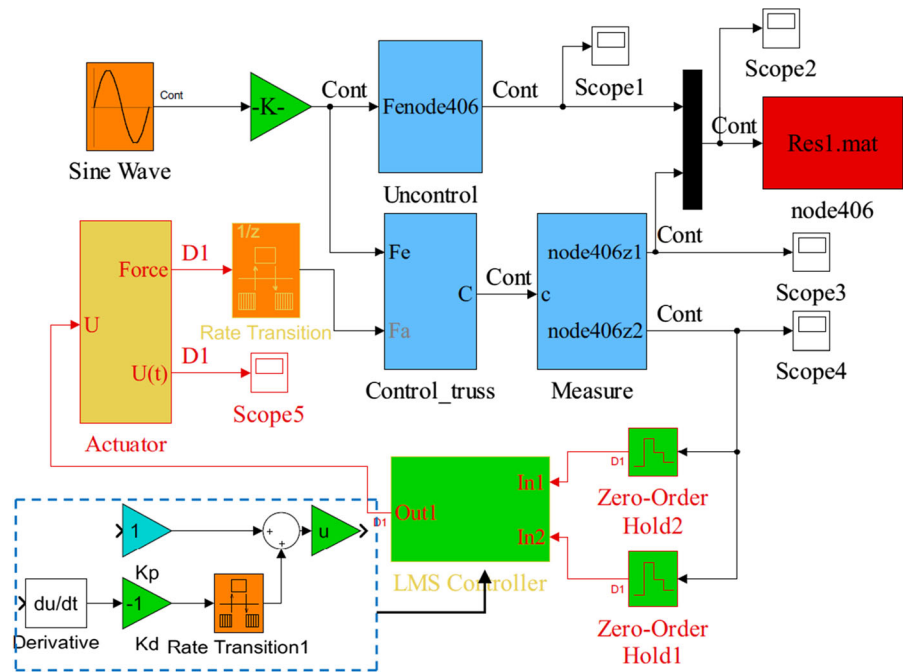 Sine Wave
Cont
-K-
Cont
Fenode406
Uncontrol
Cont
Scope1
Scope2
Cont
Res1.mat
node406
Force
U
U(t)
Actuator
D1
D1
1/z
Rate Transition
Scope5
Fe
Fa
C
Control_truss
Cont
c
node406z1
node406z2
Measure
Cont
Cont
Scope3
Scope4
D1
Zero-Order
Hold2
D1
Zero-Order
Hold1
In1
In2
Out1
D1
LMS Controller
1
Kp
+
+
u
du/dt
Derivative
-1
Kd
Rate Transition1